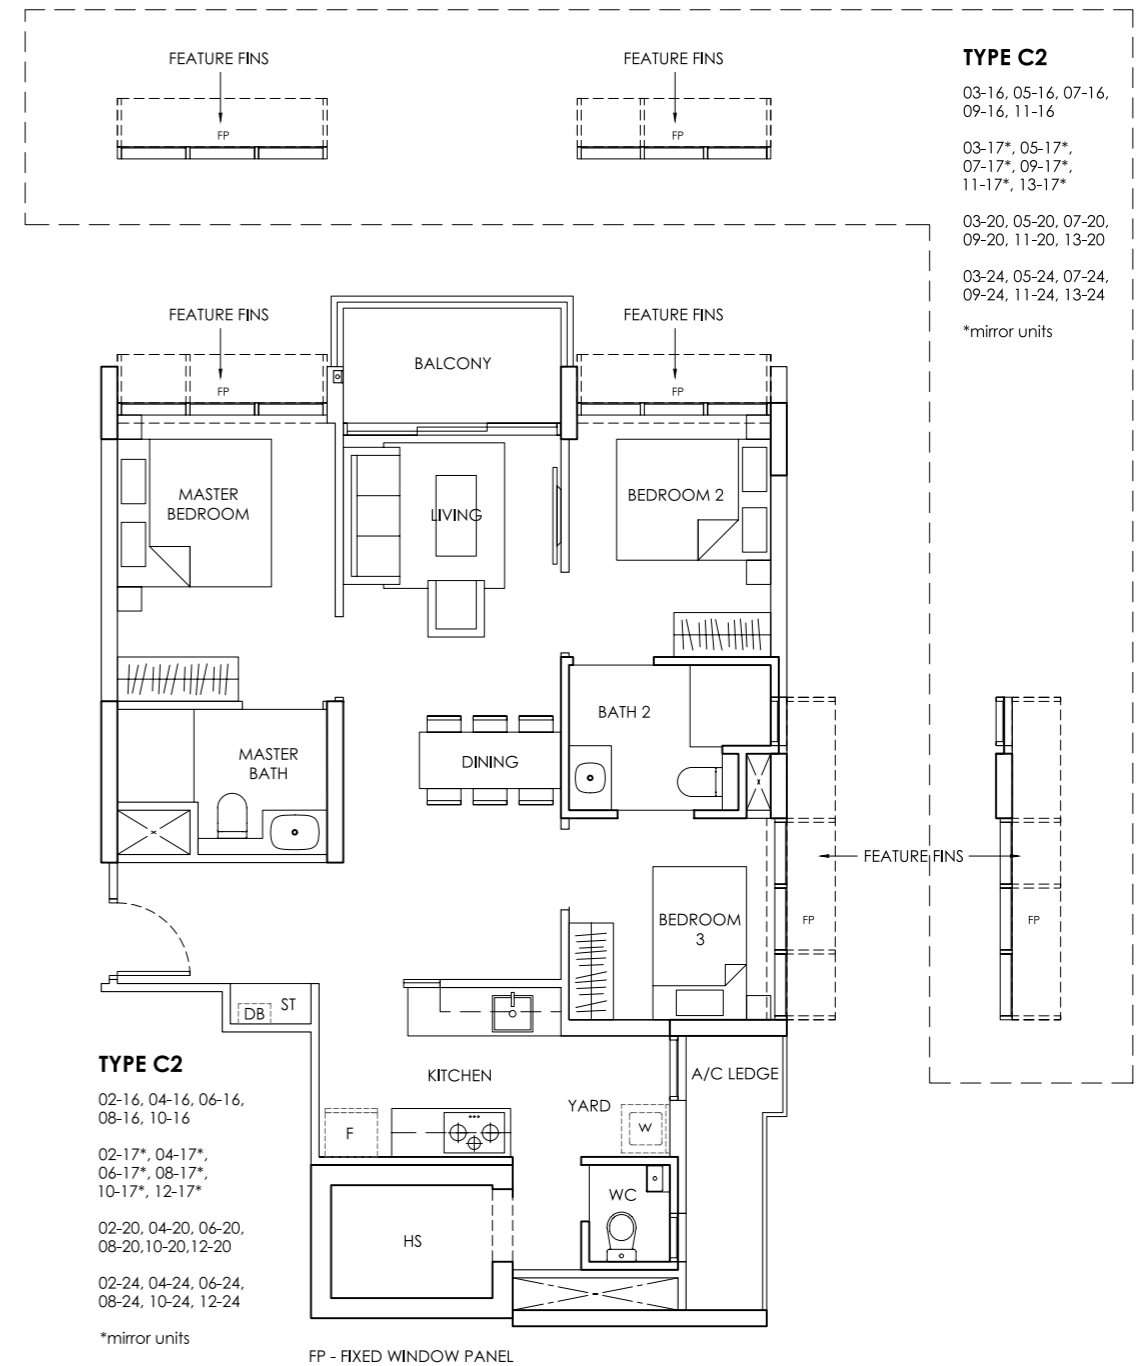 FEATURE FINS
FP
FEATURE FINS
FP
TYPE C2
03-16, 05-16, 07-16,
09-16, 11-16
03-17*, 05-17*,
07-17*, 09-17*,
11-17*, 13-17*
03-20, 05-20, 07-20,
09-20, 11-20, 13-20
03-24, 05-24, 07-24,
09-24, 11-24, 13-24
*mirror units
FEATURE FINS
FP
BALCONY
FEATURE FINS
FP
MASTER
BEDROOM
LIVING
BEDROOM 2
BATH 2
MASTER
BATH
DINING
FEATURE FINS
BEDROOM
3
FP
FP
DB
ST
KITCHEN
YARD
A/C LEDGE
F
W
WC
HS
TYPE C2
02-16, 04-16, 06-16,
08-16, 10-16
02-17*, 04-17*,
06-17*, 08-17*,
10-17*, 12-17*
02-20, 04-20, 06-20,
08-20,10-20,12-20
02-24, 04-24, 06-24,
08-24, 10-24, 12-24
*mirror units
FP - FIXED WINDOW PANEL